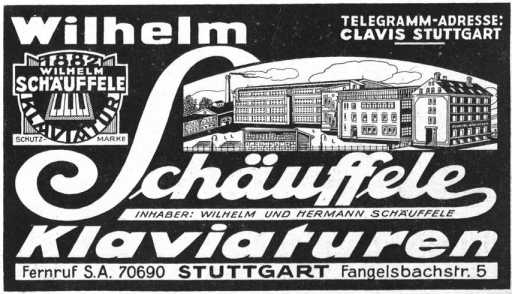 Wilhelm
Schäuffele
TELEGRAMM-ADRESSE:
CLAVIS STUTTGART
1882
WILHELM
SCHÄUFFELE
KLAVIATUR
SCHUTZ- MARKE
INHABER: WILHELM UND HERMANN SCHÄUFFELE
Klaviaturen
Fernruf S.A. 70690 STUTTGART Fangelsbachstr. 5